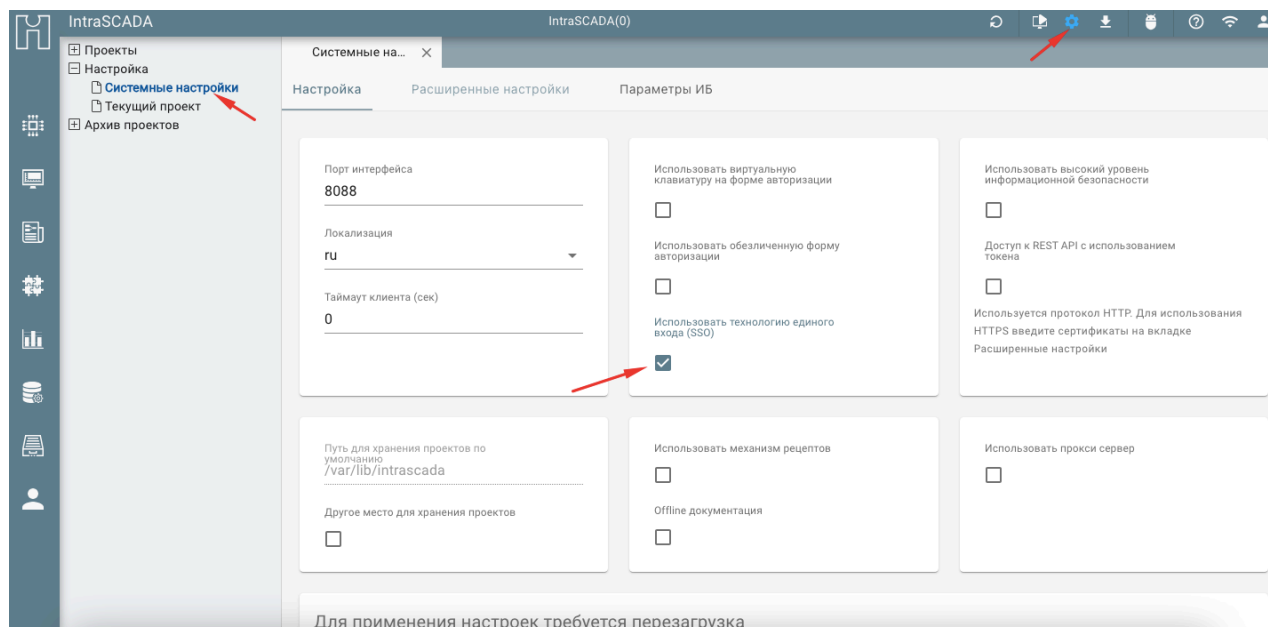 IntraSCADA
IntraSCADA(0)
Проекты
Настройка
Системные настройки
Текущий проект
Архив проектов
Системные на...
Настройка
Расширенные настройки
Параметры ИБ
Порт интерфейса
8088
Локализация
ru
Таймаут клиента (сек)
0
Использовать виртуальную
клавиатуру на форме авторизации
Использовать обезличенную форму
авторизации
Использовать технологию единого
входа (SSO)
Использовать высокий уровень
информационной безопасности
Доступ к REST API с использованием
токена
Используется протокол HTTP. Для использования
HTTPS введите сертификаты на вкладке
Расширенные настройки
Путь для хранения проектов по
умолчанию
/var/lib/intrascada
Другое место для хранения проектов
Использовать механизм рецептов
Offline документация
Использовать прокси сервер
Для применения настроек требуется перезагрузка